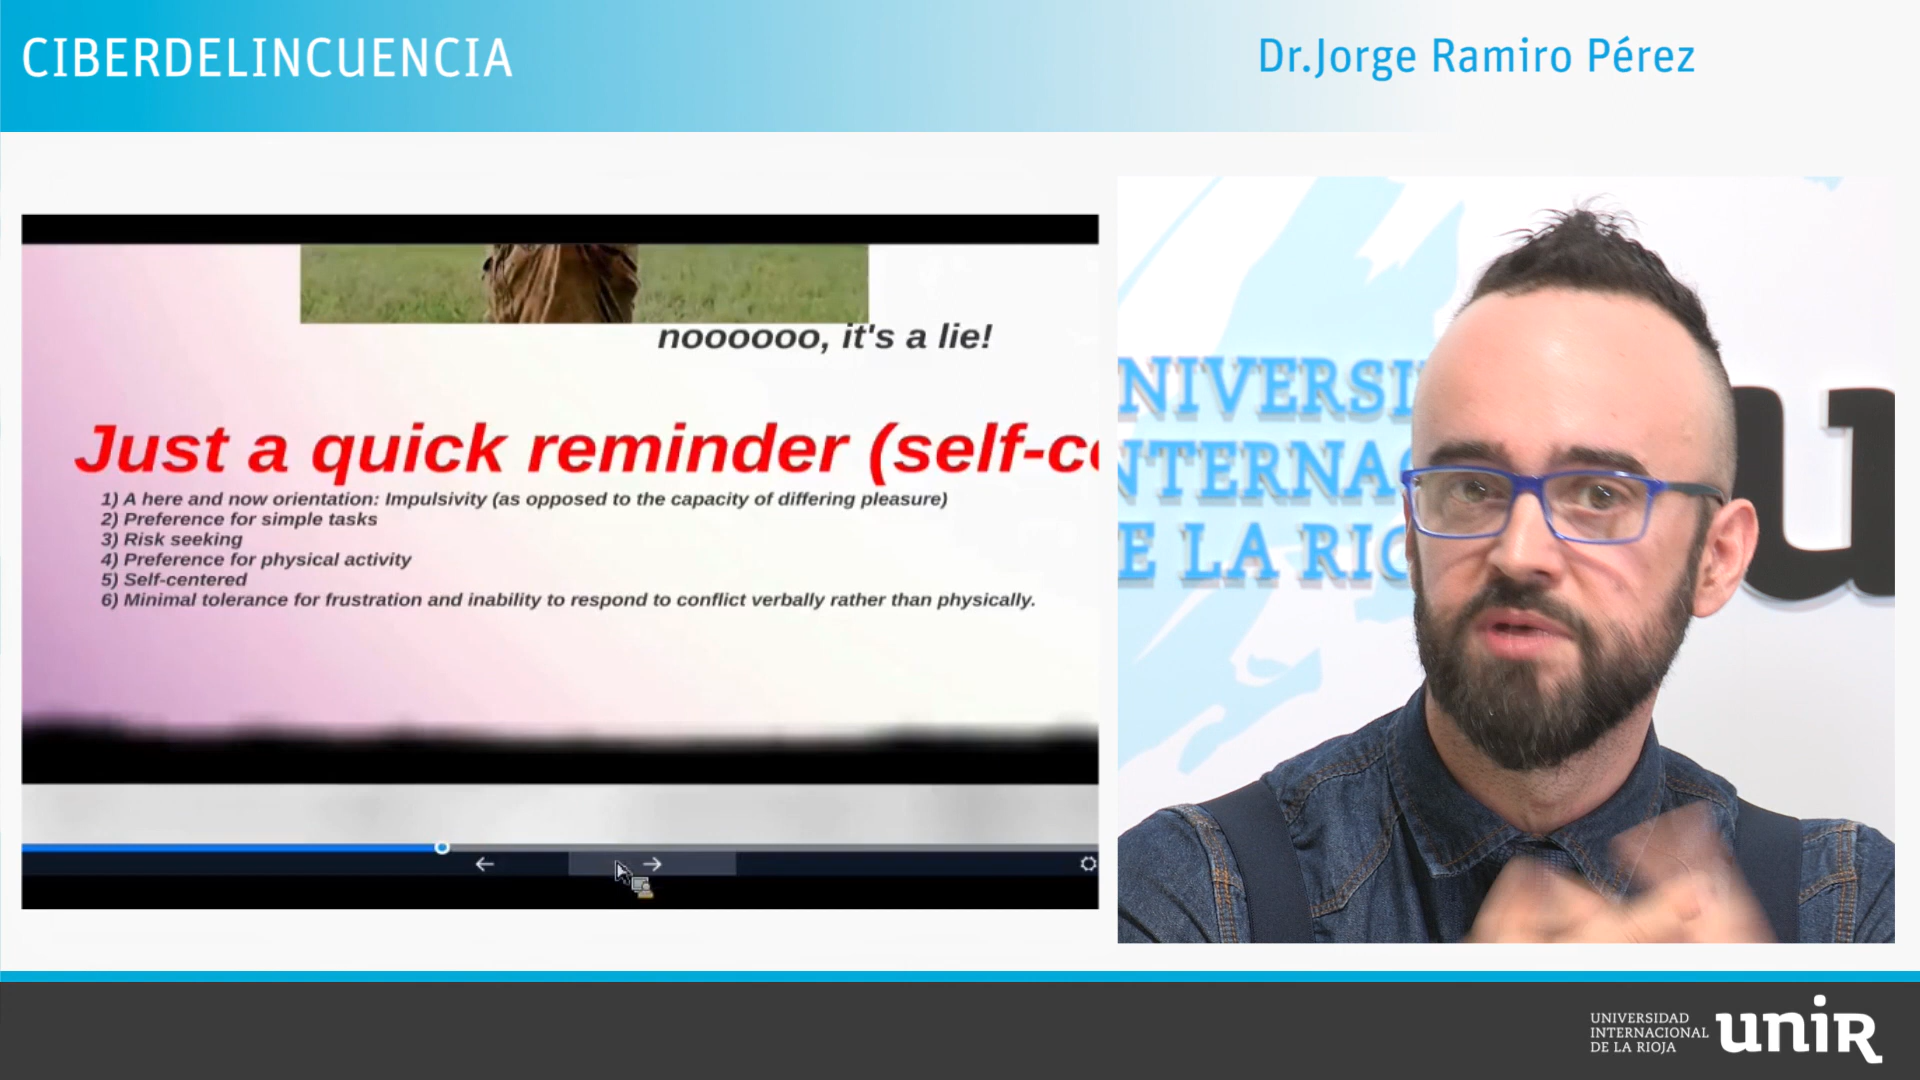 CIBERDELINCUENCIA
Dr.Jorge Ramiro Pérez
noooooo, it's a lie!
Just a quick reminder (self-c
1) A here and now orientation: Impulsivity (as opposed to the capacity of differing pleasure)
2) Preference for simple tasks
3) Risk seeking
4) Preference for physical activity
5) Self-centered
6) Minimal tolerance for frustration and inability to respond to conflict verbally rather than physically.
NIVERSI
NTERNAC
E LA RIO
u
UNIVERSIDAD
INTERNACIONAL
DE LA RIOJA
unir